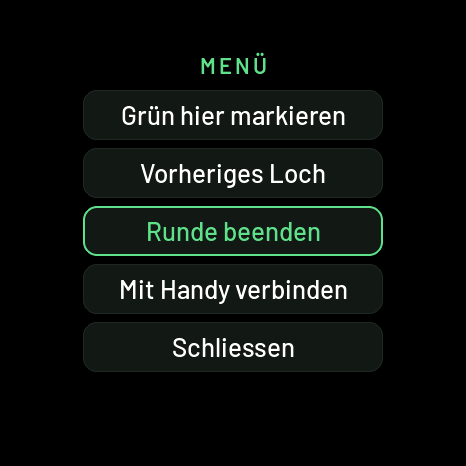 MENÜ
Grün hier markieren
Vorheriges Loch
Runde beenden
Mit Handy verbinden
Schliessen